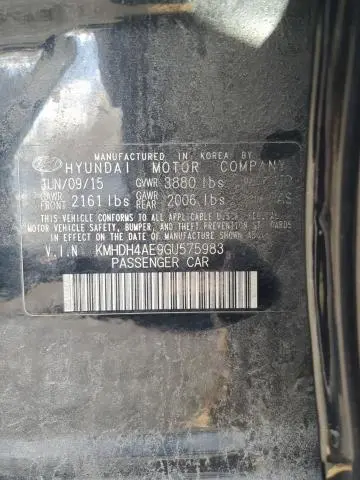 MANUFACTURED IN KOREA BY
HYUNDAI MOTOR COMPANY
JUN/09/15 GVWR 3880 lbs
GAWR FRONT 2161 lbs GAWR REAR 2006 lbs
THIS VEHICLE CONFORMS TO ALL APPLICABLE U.S. FEDERAL
MOTOR VEHICLE SAFETY, BUMPER, AND THEFT PREVENTION STANDARDS
IN EFFECT ON THE DATE OF MANUFACTURE SHOWN ABOVE.
V.I.N KMHDH4AE9GU575983
PASSENGER CAR